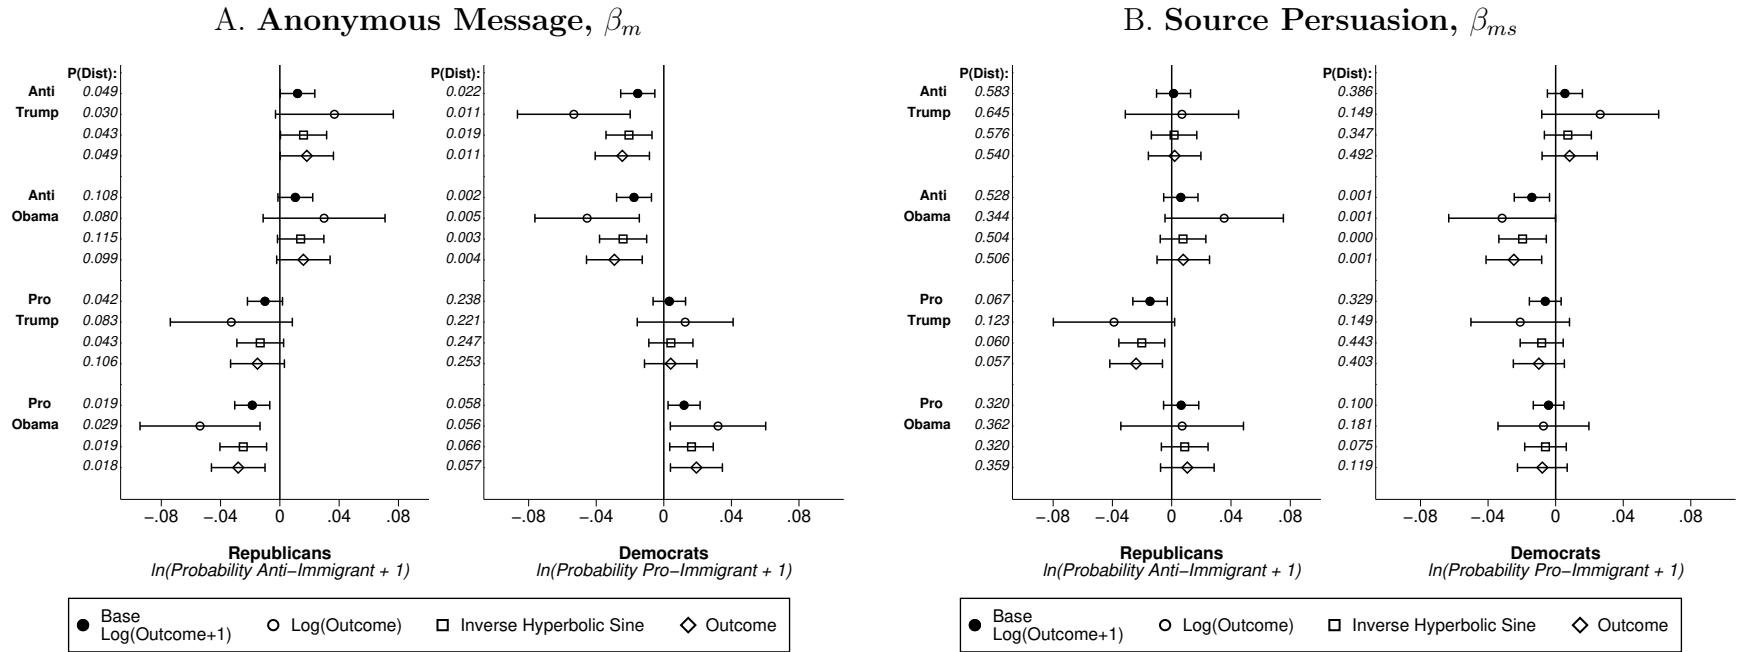 A. Anonymous Message, βm
P(Dist):
Anti 0.049
Trump 0.030
0.043
0.049
Anti 0.108
Obama 0.080
0.115
0.099
Pro 0.042
Trump 0.083
0.043
0.106
Pro 0.019
Obama 0.029
0.019
0.018
−.08 −.04 0 .04 .08
Republicans
ln(Probability Anti−Immigrant + 1)
P(Dist):
0.022
0.011
0.019
0.011
0.002
0.005
0.003
0.004
0.238
0.221
0.247
0.253
0.058
0.056
0.066
0.057
−.08 −.04 0 .04 .08
Democrats
ln(Probability Pro−Immigrant + 1)
Base
Log(Outcome+1)
Log(Outcome)
Inverse Hyperbolic Sine
Outcome
B. Source Persuasion, βms
P(Dist):
Anti 0.583
Trump 0.645
0.576
0.540
Anti 0.528
Obama 0.344
0.504
0.506
Pro 0.067
Trump 0.123
0.060
0.057
Pro 0.320
Obama 0.362
0.320
0.359
−.08 −.04 0 .04 .08
Republicans
ln(Probability Anti−Immigrant + 1)
P(Dist):
0.386
0.149
0.347
0.492
0.001
0.001
0.000
0.001
0.329
0.149
0.443
0.403
0.100
0.181
0.075
0.119
−.08 −.04 0 .04 .08
Democrats
ln(Probability Pro−Immigrant + 1)
Base
Log(Outcome+1)
Log(Outcome)
Inverse Hyperbolic Sine
Outcome